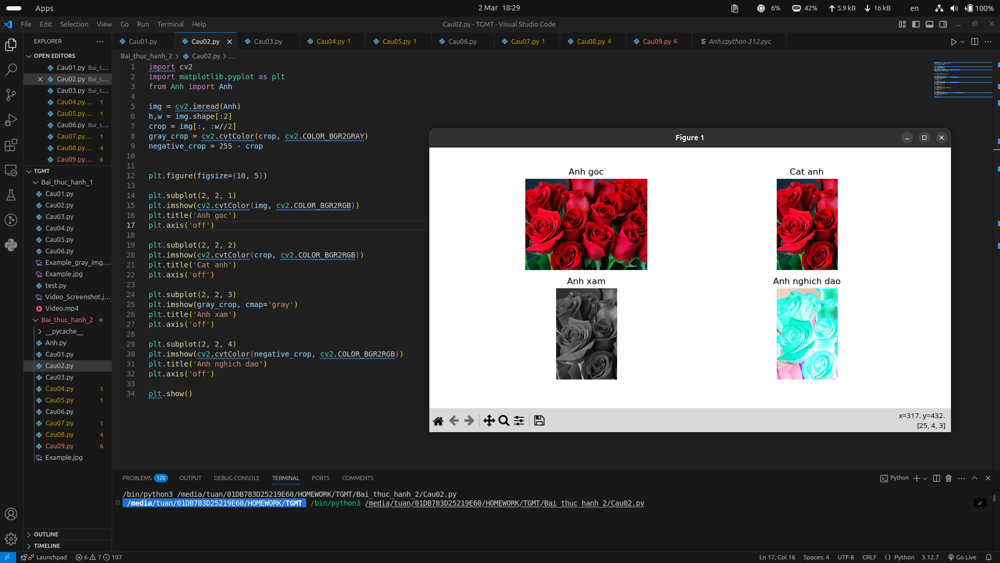 Apps
2 Mar 18:29
6% 42% 5.9 kB 16 kB en 100%
File Edit Selection View Go Run Terminal Help
Cau02.py - TGMT - Visual Studio Code
EXPLORER
OPEN EDITORS
Cau01.py Bai_t...
Cau02.py Bai_t...
Cau03.py Bai_t...
Cau04.py... 1
Cau05.py... 1
Cau06.py Bai_t...
Cau07.py... 1
Cau08.py... 4
Cau09.py... 6
TGMT
Bai_thuc_hanh_1
Cau01.py
Cau02.py
Cau03.py
Cau04.py
Cau05.py
Cau06.py
Example_gray_img....
Example.jpg
test.py
Video_Screenshot.j...
Video.mp4
Bai_thuc_hanh_2
__pycache__
Anh.py
Cau01.py
Cau02.py
Cau03.py
Cau04.py 1
Cau05.py 1
Cau06.py
Cau07.py 1
Cau08.py 4
Cau09.py 6
Example.jpg
OUTLINE
TIMELINE
Cau01.py Cau02.py Cau03.py Cau04.py 1 Cau05.py 1 Cau06.py Cau07.py 1 Cau08.py 4 Cau09.py 6 Anh.cpython-312.pyc
Bai_thuc_hanh_2 > Cau02.py > ...
1 import cv2
2 import matplotlib.pyplot as plt
3 from Anh import Anh
4
5 img = cv2.imread(Anh)
6 h,w = img.shape[:2]
7 crop = img[:, :w//2]
8 gray_crop = cv2.cvtColor(crop, cv2.COLOR_BGR2GRAY)
9 negative_crop = 255 - crop
10
11
12 plt.figure(figsize=(10, 5))
13
14 plt.subplot(2, 2, 1)
15 plt.imshow(cv2.cvtColor(img, cv2.COLOR_BGR2RGB))
16 plt.title('Anh goc')
17 plt.axis('off')
18
19 plt.subplot(2, 2, 2)
20 plt.imshow(cv2.cvtColor(crop, cv2.COLOR_BGR2RGB))
21 plt.title('Cat anh')
22 plt.axis('off')
23
24 plt.subplot(2, 2, 3)
25 plt.imshow(gray_crop, cmap='gray')
26 plt.title('Anh xam')
27 plt.axis('off')
28
29 plt.subplot(2, 2, 4)
30 plt.imshow(cv2.cvtColor(negative_crop, cv2.COLOR_BGR2RGB))
31 plt.title('Anh nghich dao')
32 plt.axis('off')
33
34 plt.show()
Figure 1
Anh goc
Cat anh
Anh xam
Anh nghich dao
x=317. y=432.
[25, 4, 3]
PROBLEMS 120 OUTPUT DEBUG CONSOLE TERMINAL PORTS COMMENTS
Python
/bin/python3 /media/tuan/01DB783D25219E60/HOMEWORK/TGMT/Bai_thuc_hanh_2/Cau02.py
/media/tuan/01DB783D25219E60/HOMEWORK/TGMT /bin/python3 /media/tuan/01DB783D25219E60/HOMEWORK/TGMT/Bai_thuc_hanh_2/Cau02.py
Launchpad 6 7 107
Ln 17, Col 16 Spaces: 4 UTF-8 CRLF { } Python 3.12.7 Go Live